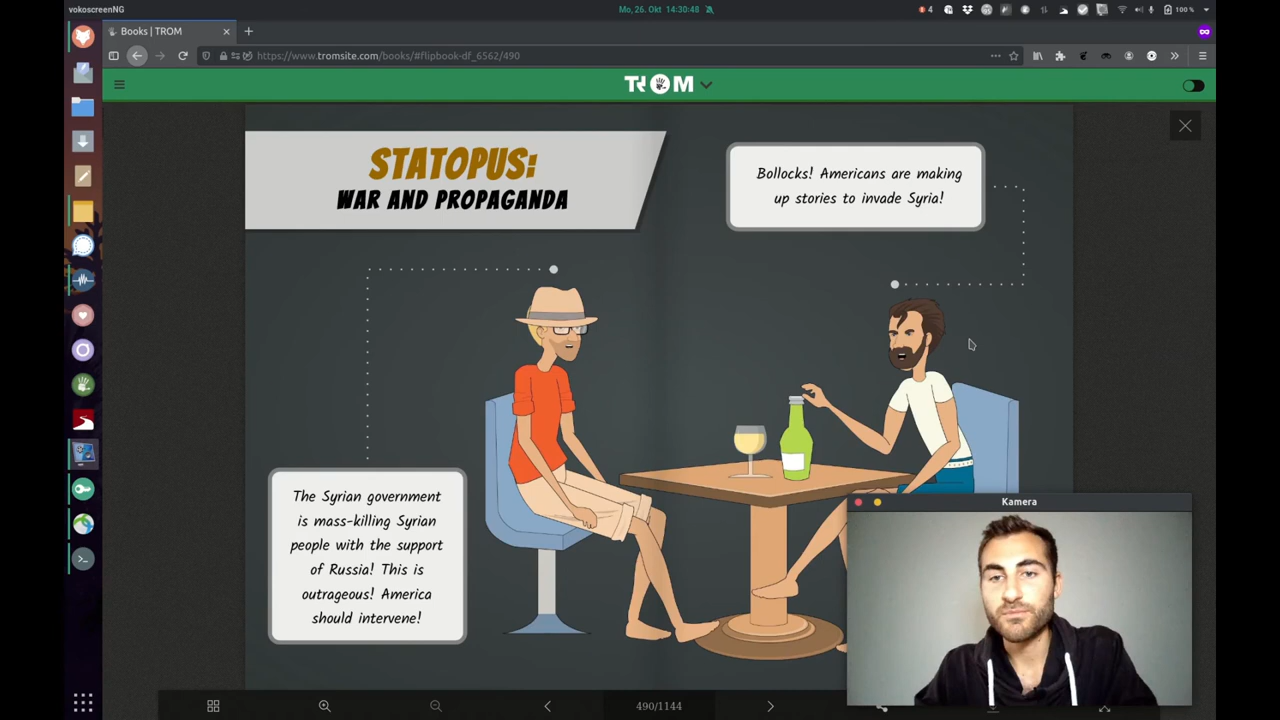 vokoscreenNG
Mo, 26. Okt 14:30:48
4
100 %
Books | TROM
https://www.tromsite.com/books/#flipbook-df_6562/490
TROM
STATOPUS:
WAR AND PROPAGANDA
Bollocks! Americans are making
up stories to invade Syria!
The Syrian government
is mass-killing Syrian
people with the support
of Russia! This is
outrageous! America
should intervene!
Kamera
490/1144